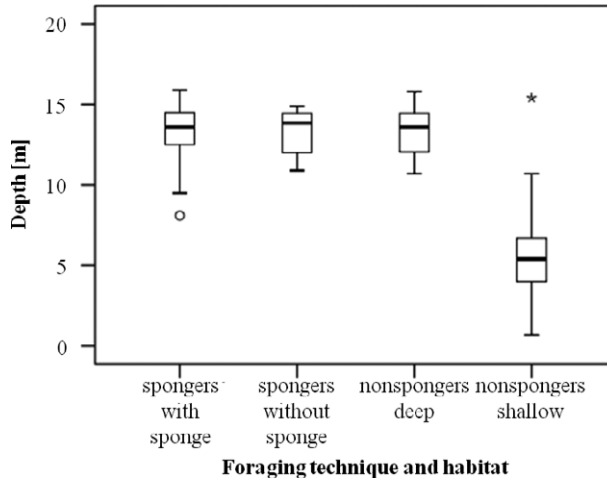 20
15
10
5
0
Depth [m]
*
spongers spongers nonspongers nonspongers
with without deep shallow
sponge sponge
Foraging technique and habitat